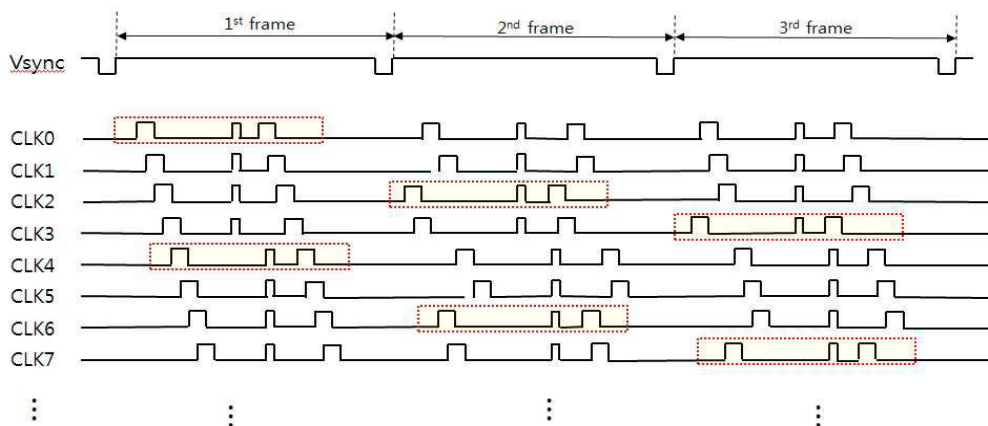 1st frame
2nd frame
3rd frame
Vsync
CLK0
CLK1
CLK2
CLK3
CLK4
CLK5
CLK6
CLK7